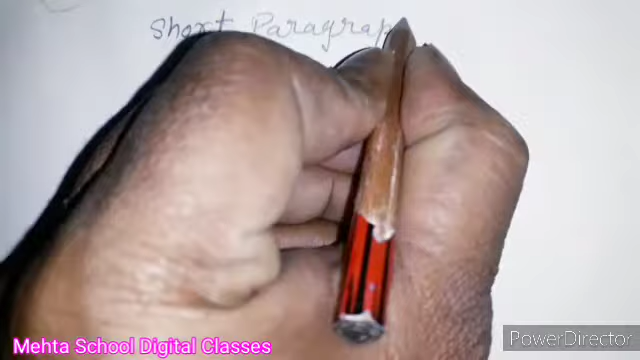 Short Paragrap
Mehta School Digital Classes
PowerDirector